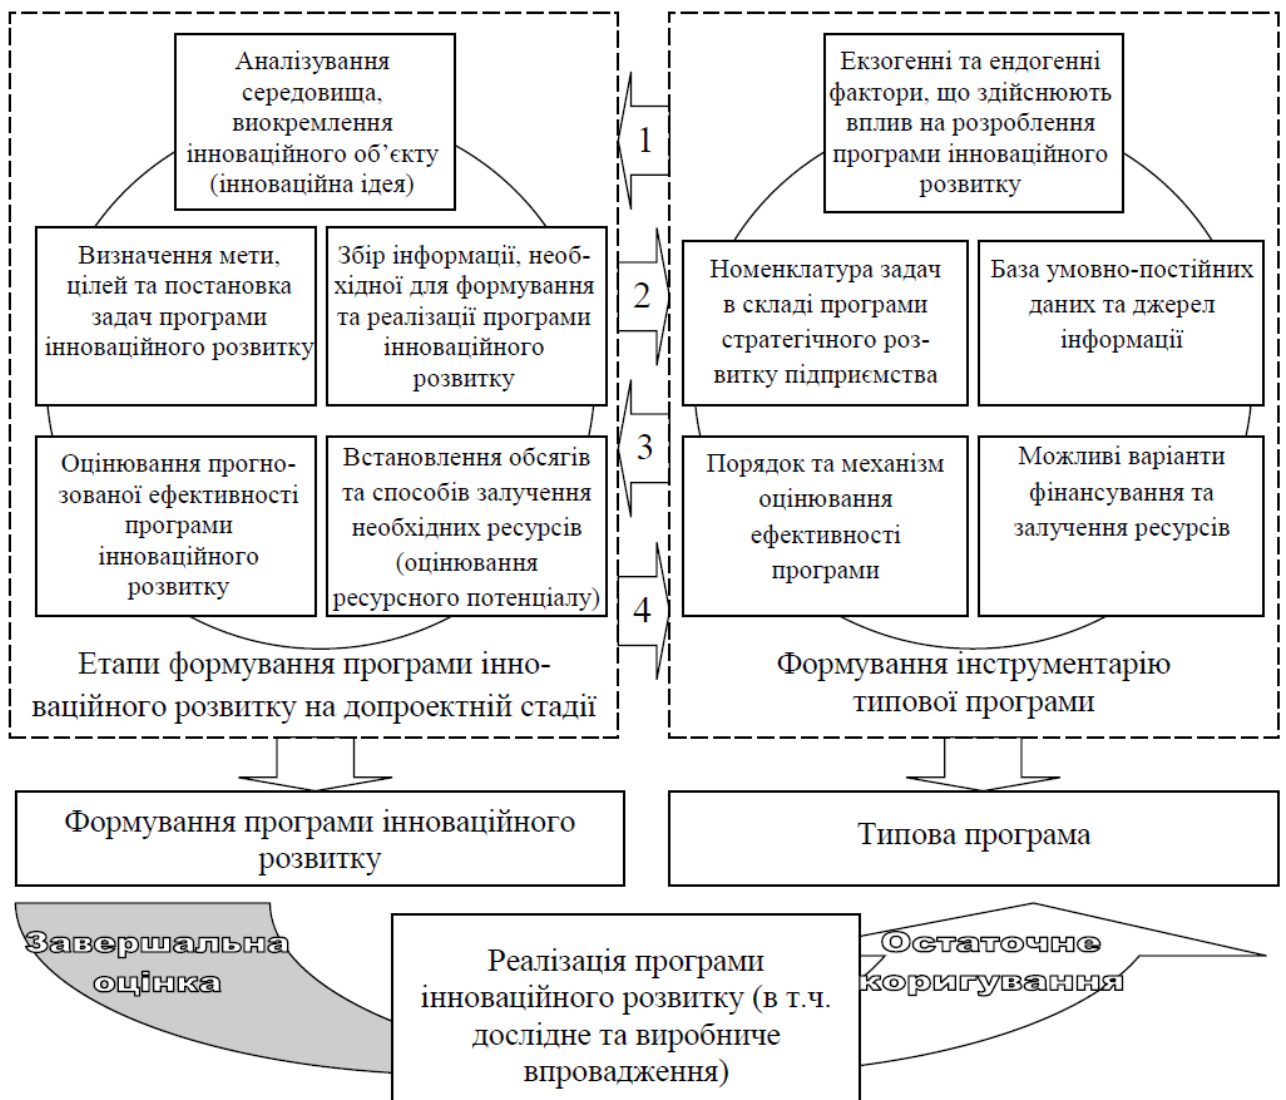 Аналізування
середовища,
виокремлення
інноваційного об’єкту
(інноваційна ідея)
Визначення мети,
цілей та постановка
задач програми
інноваційного розвитку
Збір інформації, необ-
хідної для формування
та реалізації програми
інноваційного
розвитку
Оцінювання прогно-
зованої ефективності
програми
інноваційного
розвитку
Встановлення обсягів
та способів залучення
необхідних ресурсів
(оцінювання
ресурсного потенціалу)
Етапи формування програми інно-
ваційного розвитку на допроектній стадії
1
2
3
4
Екзогенні та ендогенні
фактори, що здійснюють
вплив на розроблення
програми інноваційного
розвитку
Номенклатура задач
в складі програми
стратегічного роз-
витку підприємства
База умовно-постійних
даних та джерел
інформації
Порядок та механізм
оцінювання
ефективності
програми
Можливі варіанти
фінансування та
залучення ресурсів
Формування інструментарію
типової програми
Формування програми інноваційного
розвитку
Типова програма
Завершальна
оцінка
Реалізація програми
інноваційного розвитку (в т.ч.
дослідне та виробниче
впровадження)
Остаточне
коригування